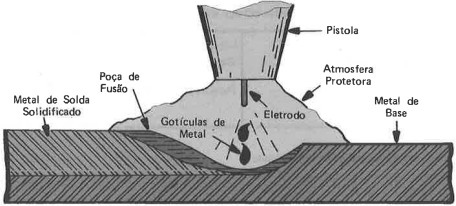 Pistola
Atmosfera
Protetora
Poça de
Fusão
Metal de Solda
Solidificado
Gotículas de
Metal
Eletrodo
Metal de
Base